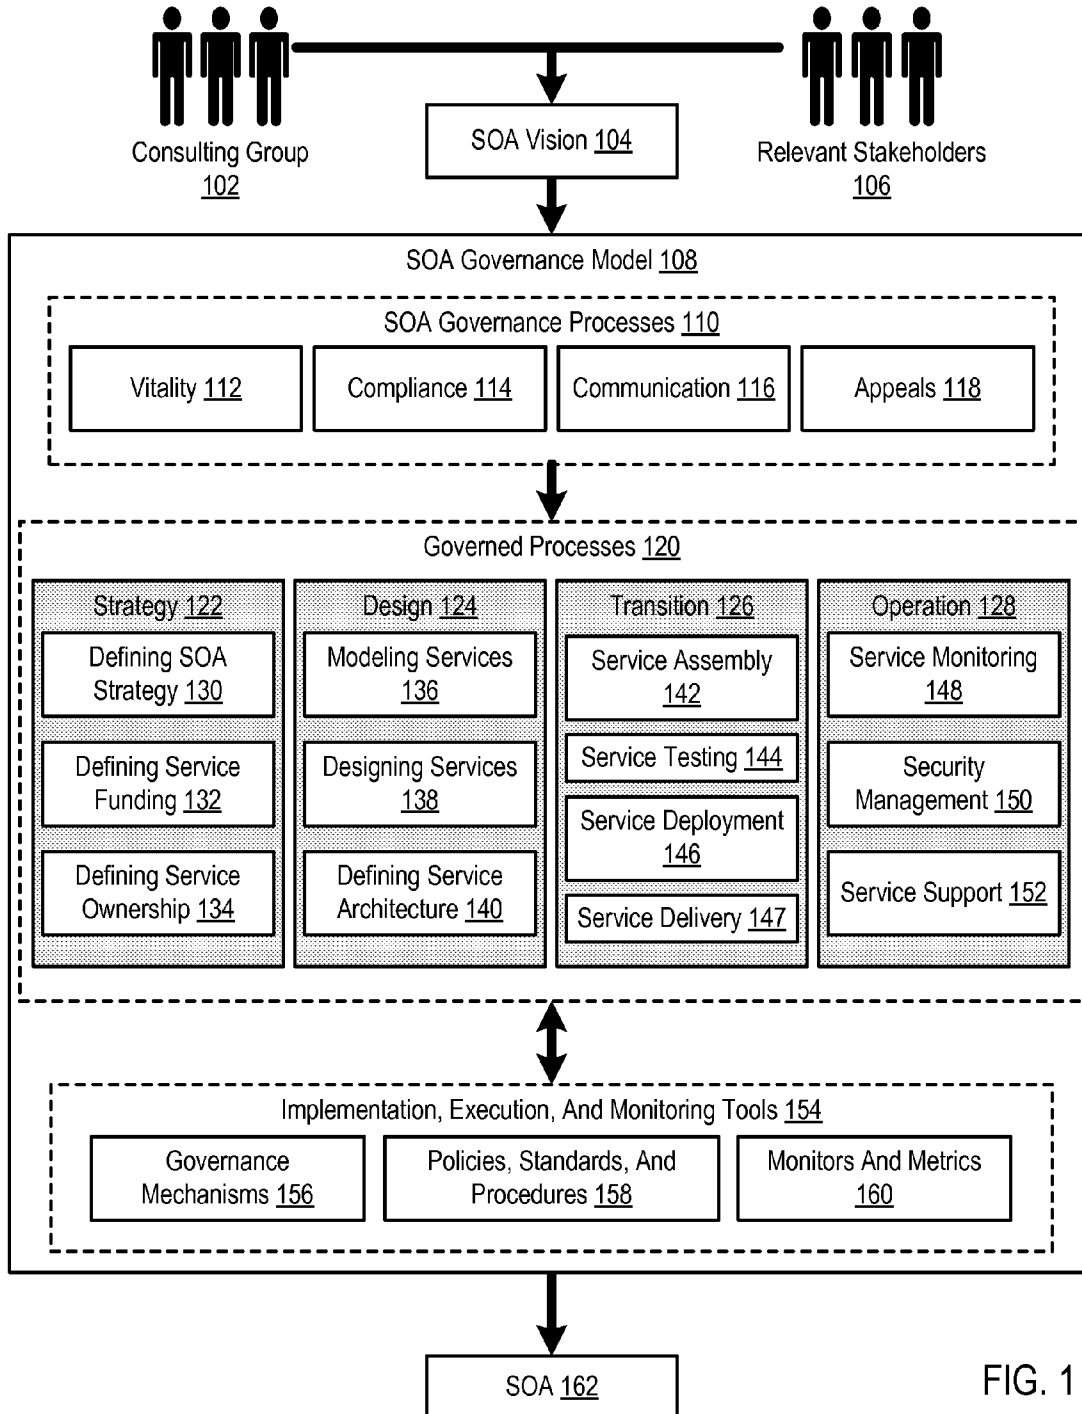 Consulting Group
102
SOA Vision 104
Relevant Stakeholders
106
SOA Governance Model 108
SOA Governance Processes 110
Vitality 112
Compliance 114
Communication 116
Appeals 118
Governed Processes 120
Strategy 122
Defining SOA
Strategy 130
Defining Service
Funding 132
Defining Service
Ownership 134
Design 124
Modeling Services
136
Designing Services
138
Defining Service
Architecture 140
Transition 126
Service Assembly
142
Service Testing 144
Service Deployment
146
Service Delivery 147
Operation 128
Service Monitoring
148
Security
Management 150
Service Support 152
Implementation, Execution, And Monitoring Tools 154
Governance
Mechanisms 156
Policies, Standards, And
Procedures 158
Monitors And Metrics
160
SOA 162
FIG. 1